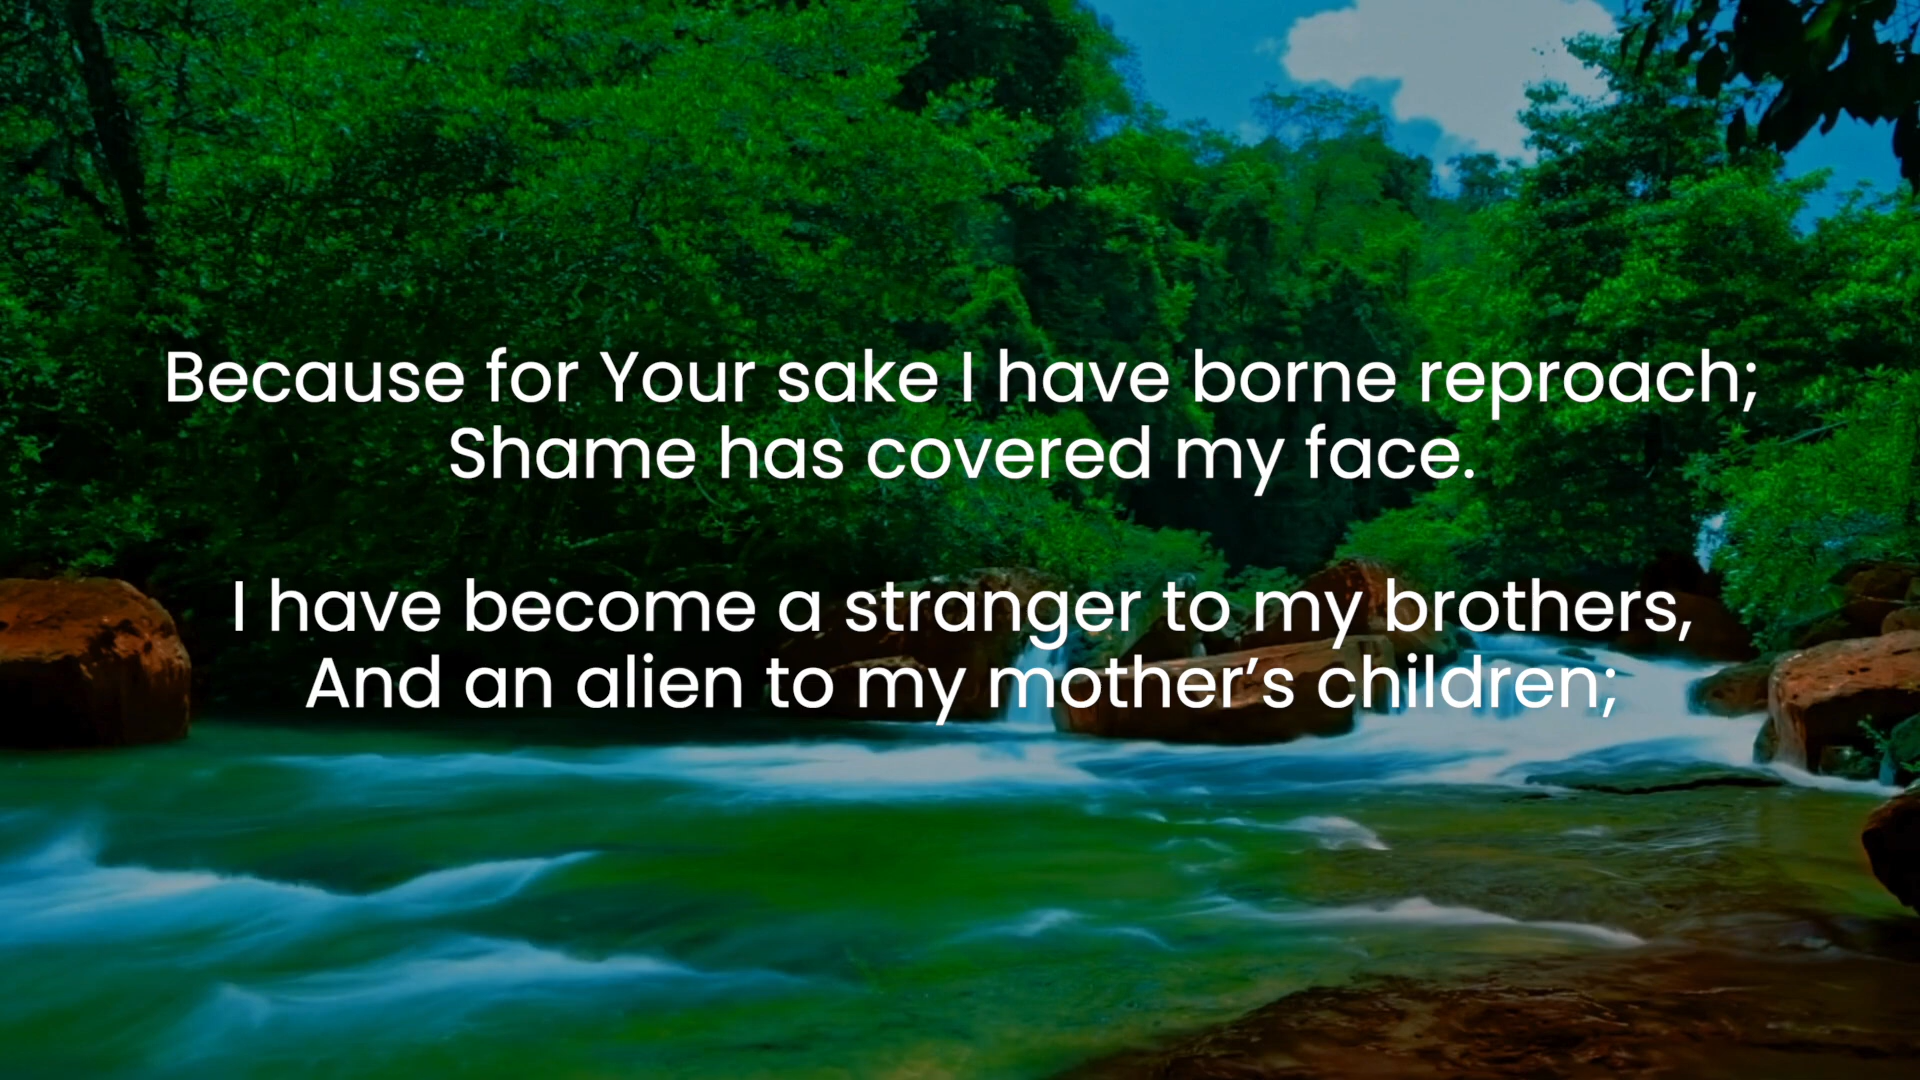 Because for Your sake I have borne reproach;
Shame has covered my face.
I have become a stranger to my brothers,
And an alien to my mother’s children;